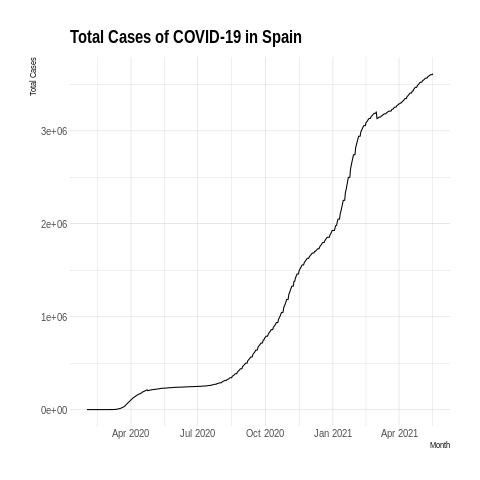 Total Cases of COVID-19 in Spain
Total Cases
3e+06
2e+06
1e+06
0e+00
Apr 2020 Jul 2020 Oct 2020 Jan 2021 Apr 2021
Month